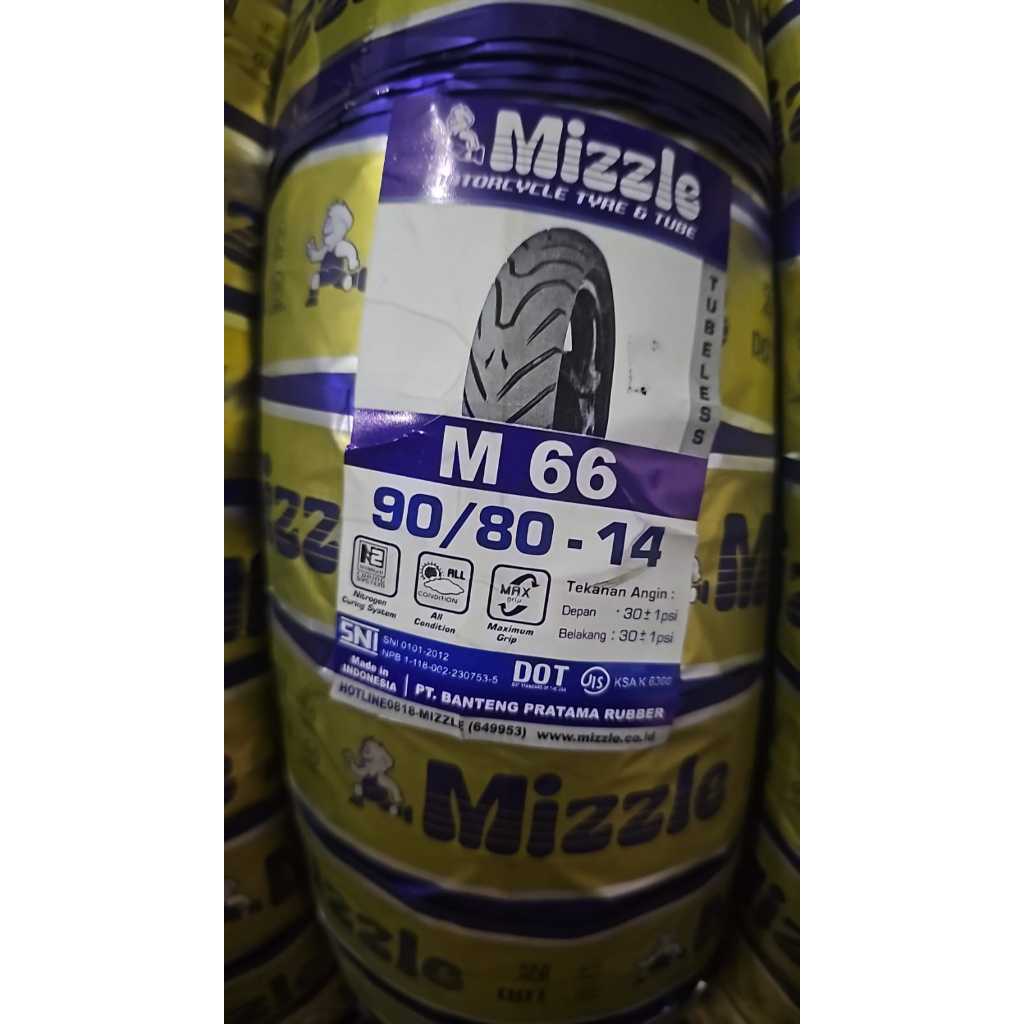 Mizzle
MOTORCYCLE TYRE & TUBE
TUBELESS
M 66
90/80 - 14
Nitrogen
Curing System
ALL
CONDITION
All
Condition
MAX
grip
Maximum
Grip
Tekanan Angin :
Depan : 30±1psi
Belakang : 30±1psi
SNI
SNI 0101-2012
NPB 1-118-002-230753-5
DOT
JIS
KSA K 6366
Made in
INDONESIA
PT. BANTENG PRATAMA RUBBER
HOTLINE0818-MIZZLE (649953) www.mizzle.co.id
Mizzle